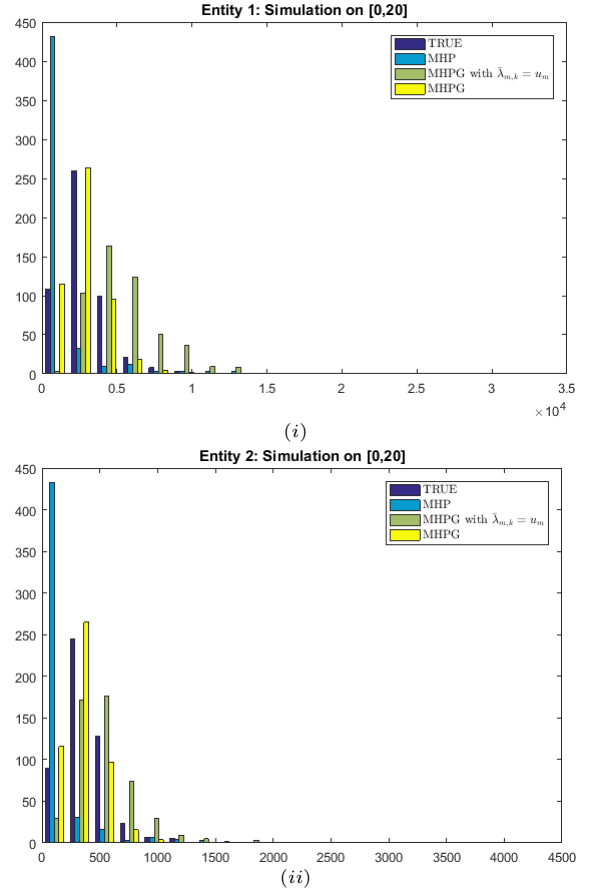 Entity 1: Simulation on [0,20]
450
400
350
300
250
200
150
100
50
0
TRUE
MHP
MHPG with λ̄_{m,k} = u_m
MHPG
0 0.5 1 1.5 2 2.5 3 3.5
×10^4
(i)
Entity 2: Simulation on [0,20]
450
400
350
300
250
200
150
100
50
0
TRUE
MHP
MHPG with λ̄_{m,k} = u_m
MHPG
0 500 1000 1500 2000 2500 3000 3500 4000 4500
(ii)